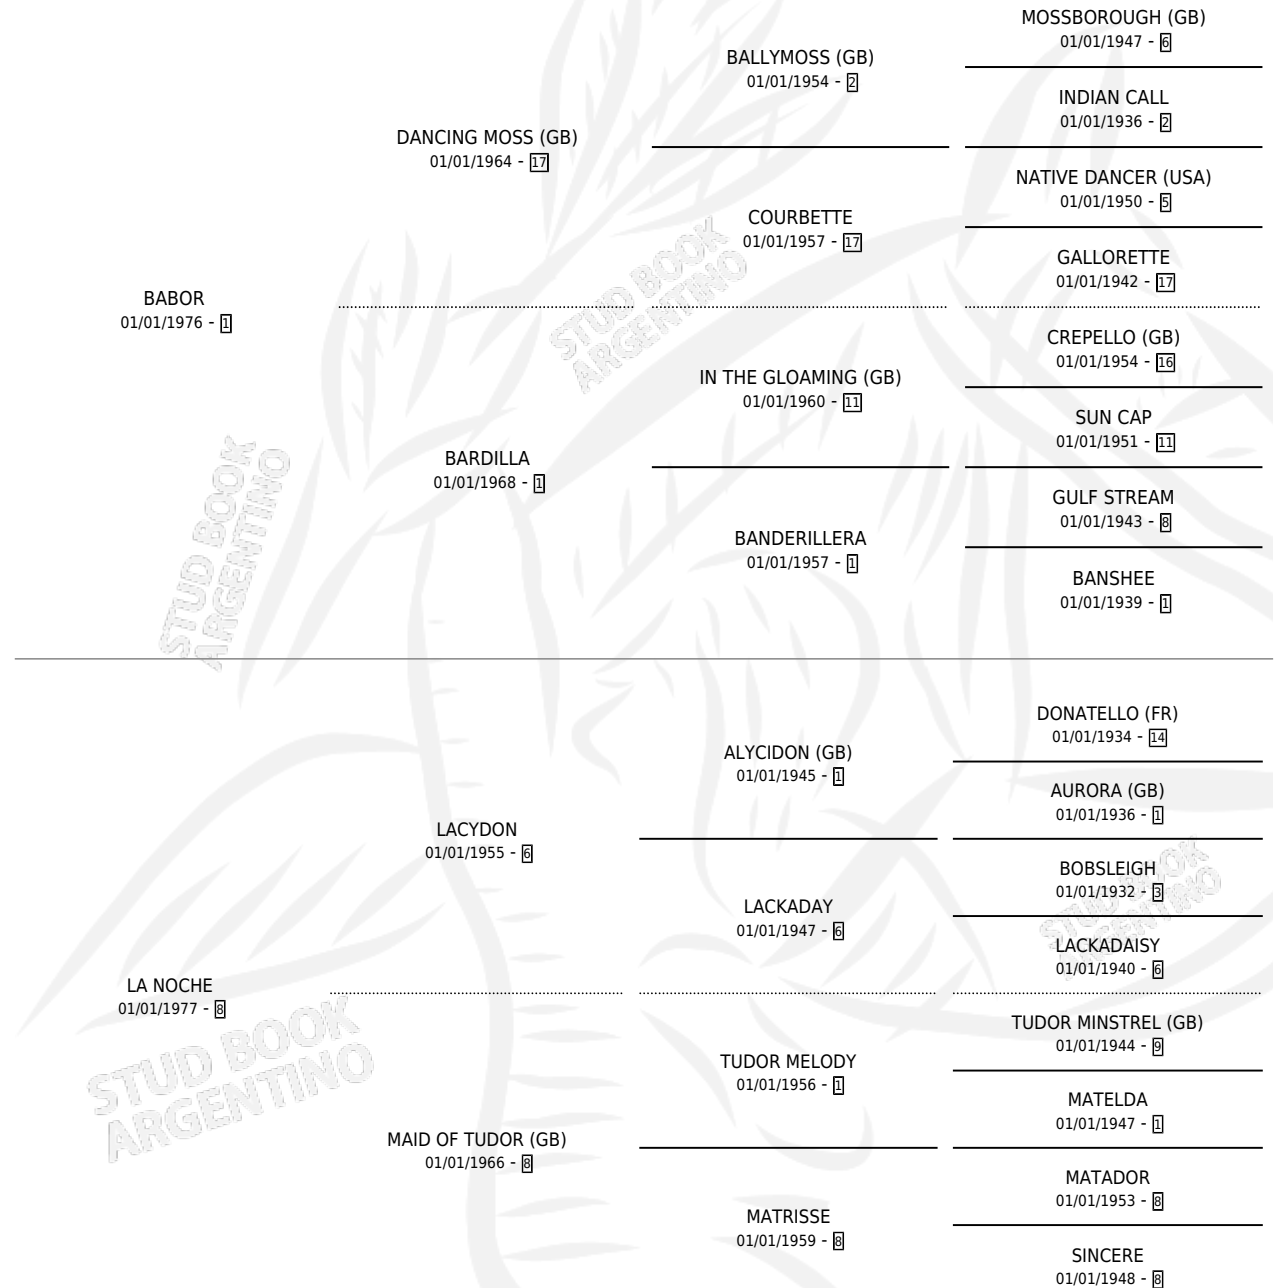 MOSSBOROUGH (GB)
01/01/1947 - 6
BALLYMOSS (GB)
01/01/1954 - 2
INDIAN CALL
01/01/1936 - 2
DANCING MOSS (GB)
01/01/1964 - 17
NATIVE DANCER (USA)
01/01/1950 - 5
COURBETTE
01/01/1957 - 17
GALLORETTE
01/01/1942 - 17
BABOR
01/01/1976 - 1
CREPELLO (GB)
01/01/1954 - 16
IN THE GLOAMING (GB)
01/01/1960 - 11
SUN CAP
01/01/1951 - 11
BARDILLA
01/01/1968 - 1
GULF STREAM
01/01/1943 - 8
BANDERILLERA
01/01/1957 - 1
BANSHEE
01/01/1939 - 1
DONATELLO (FR)
01/01/1934 - 14
ALYCIDON (GB)
01/01/1945 - 1
AURORA (GB)
01/01/1936 - 1
LACYDON
01/01/1955 - 6
BOBSLEIGH
01/01/1932 - 3
LACKADAY
01/01/1947 - 6
LACKADAISY
01/01/1940 - 6
LA NOCHE
01/01/1977 - 8
TUDOR MINSTREL (GB)
01/01/1944 - 9
TUDOR MELODY
01/01/1956 - 1
MATELDA
01/01/1947 - 1
MAID OF TUDOR (GB)
01/01/1966 - 8
MATADOR
01/01/1953 - 8
MATRISSE
01/01/1959 - 8
SINCERE
01/01/1948 - 8
STUD BOOK
ARGENTINO
STUD BOOK
ARGENTINO
STUD BOOK
ARGENTINO
STUD BOOK
ARGENTINO